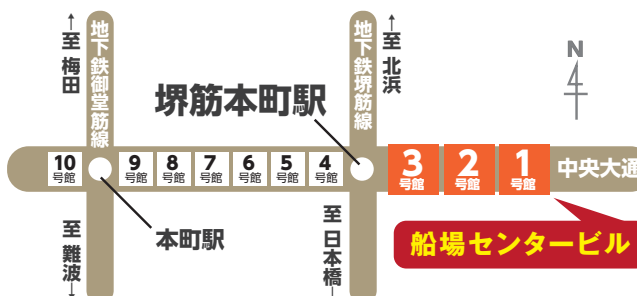 ↑至 梅田
地下鉄御堂筋線
地下鉄堺筋線
↑至 北浜
N
堺筋本町駅
10
号館
9
号館
8
号館
7
号館
6
号館
5
号館
4
号館
3
号館
2
号館
1
号館
中央大通
本町駅
至 難波↓
至 日本橋↓
船場センタービル